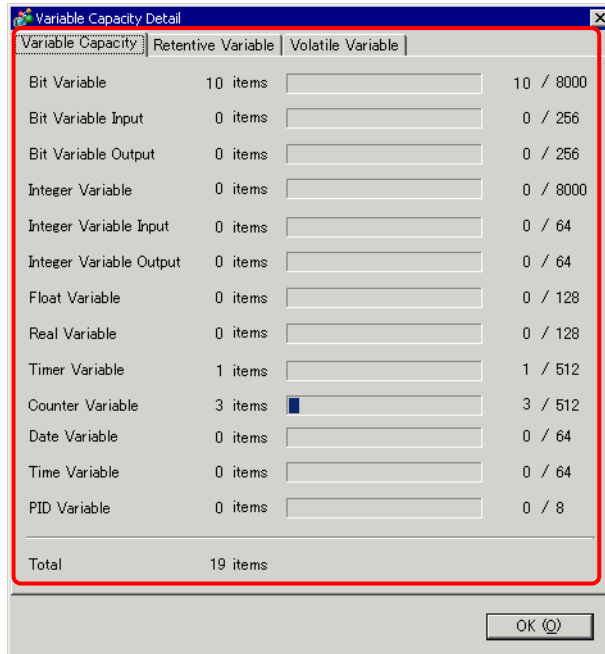 Variable Capacity Detail
Variable Capacity Retentive Variable Volatile Variable
Bit Variable 10 items 10 / 8000
Bit Variable Input 0 items 0 / 256
Bit Variable Output 0 items 0 / 256
Integer Variable 0 items 0 / 8000
Integer Variable Input 0 items 0 / 64
Integer Variable Output 0 items 0 / 64
Float Variable 0 items 0 / 128
Real Variable 0 items 0 / 128
Timer Variable 1 items 1 / 512
Counter Variable 3 items 3 / 512
Date Variable 0 items 0 / 64
Time Variable 0 items 0 / 64
PID Variable 0 items 0 / 8
Total 19 items
OK (O)